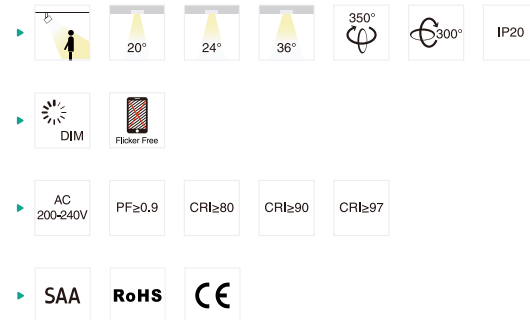 20°
24°
36°
350°
300°
IP20
DIM
Flicker Free
AC
200-240V
PF≥0.9
CRI≥80
CRI≥90
CRI≥97
SAA
RoHS
CE